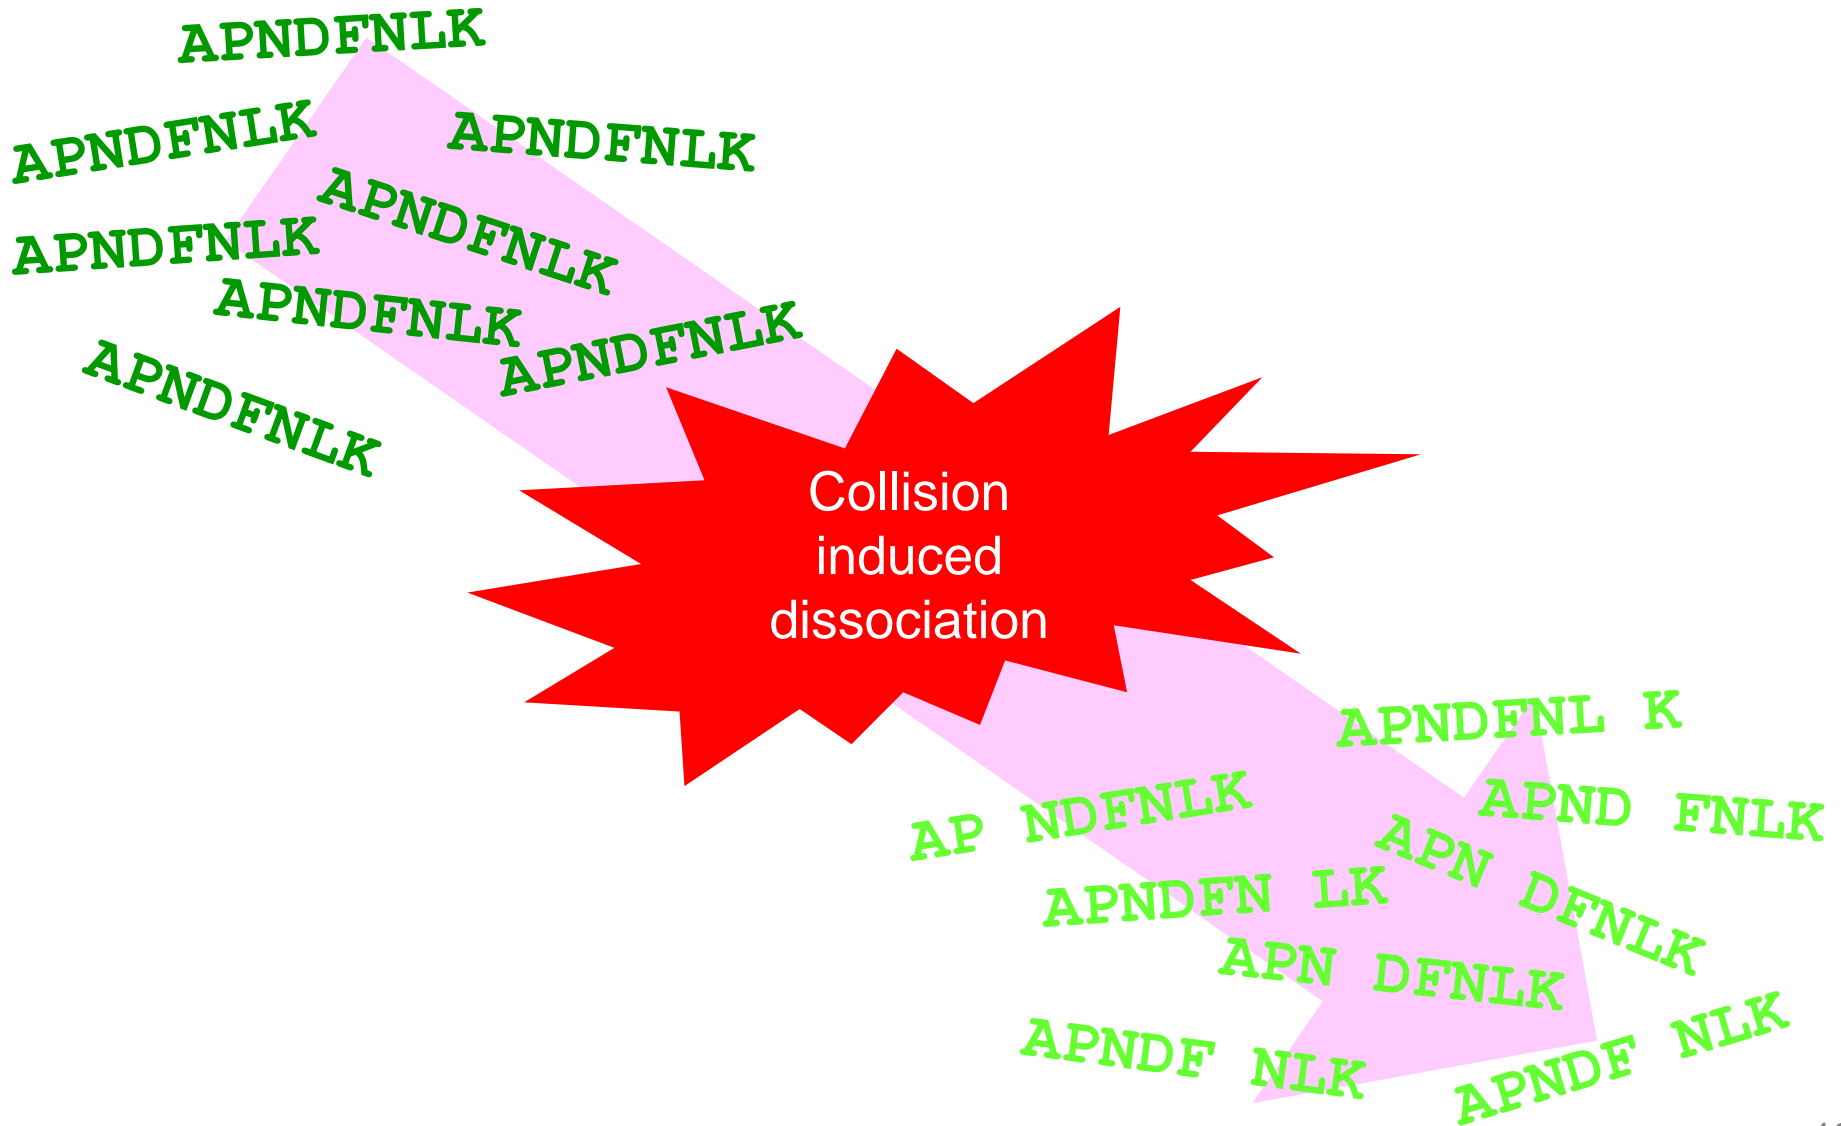 APNDFNLK
APNDFNLK
APNDFNLK
APNDFNLK
APNDFNLK
APNDFNLK
APNDFNLK
APNDFNLK
Collision
induced
dissociation
APNDFNL K
AP NDFNLK
APND FNLK
APN DFNLK
APNDFN LK
APN DFNLK
APNDF NLK
APNDF NLK